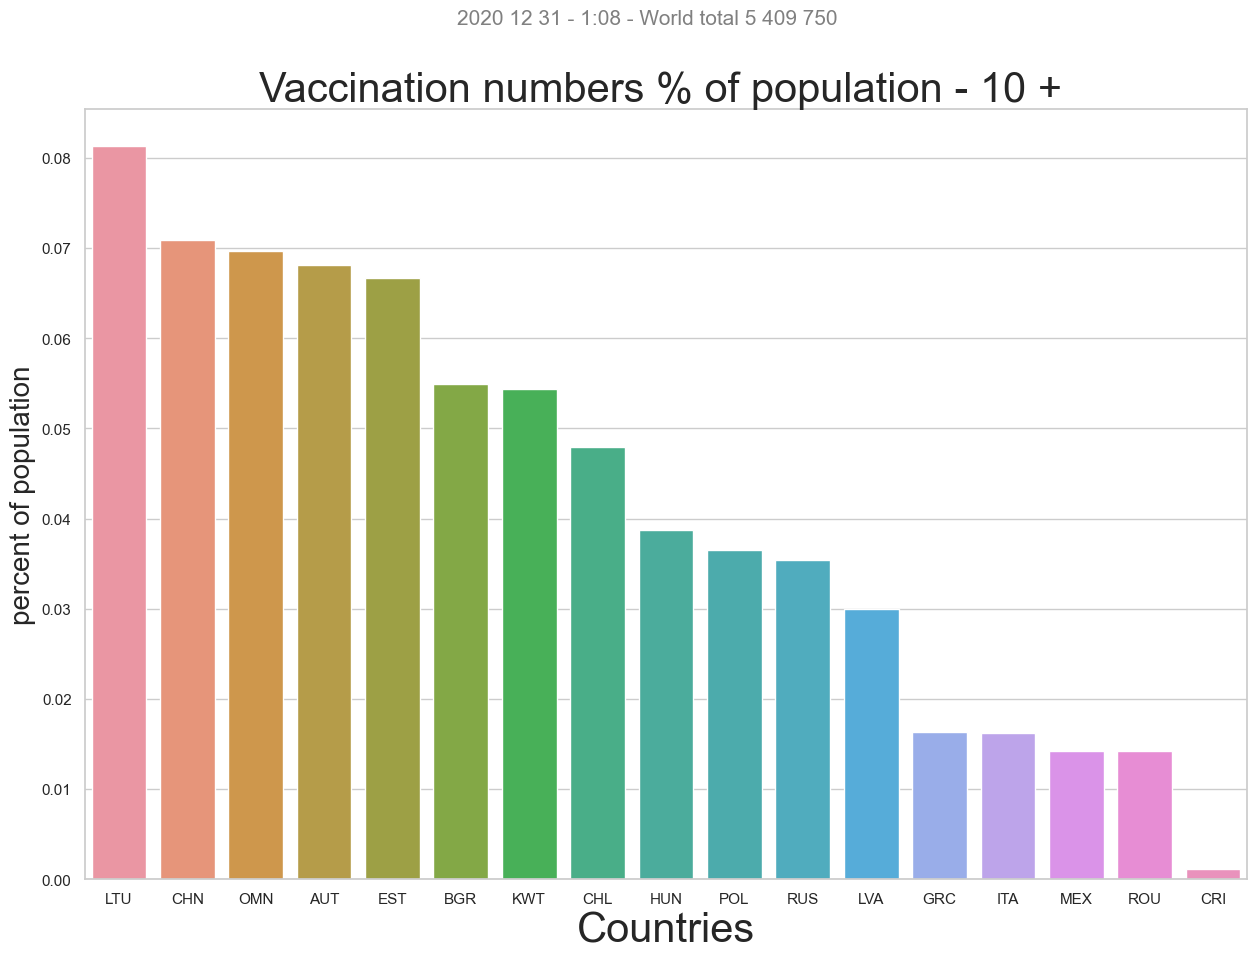 2020 12 31 - 1:08 - World total 5 409 750
Vaccination numbers % of population - 10 +
percent of population
0.08
0.07
0.06
0.05
0.04
0.03
0.02
0.01
0.00
LTU CHN OMN AUT EST BGR KWT CHL HUN POL RUS LVA GRC ITA MEX ROU CRI
Countries